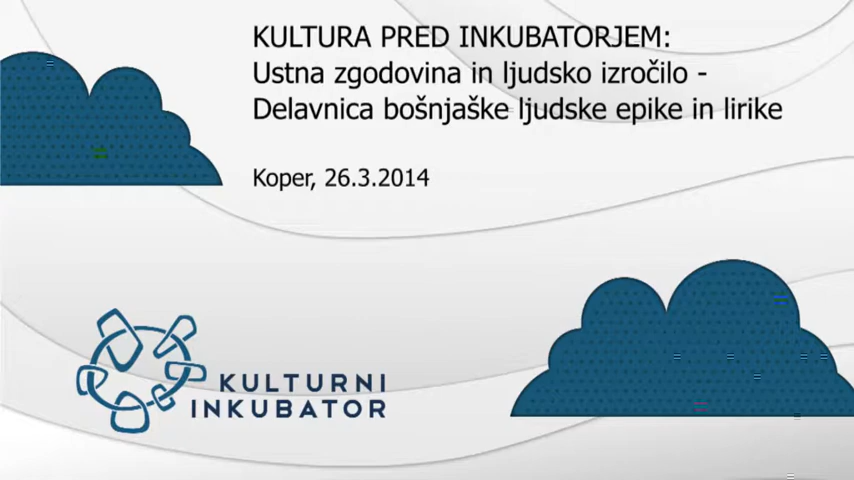 KULTURA PRED INKUBATORJEM:
Ustna zgodovina in ljudsko izročilo -
Delavnica bošnjaške ljudske epike in lirike
Koper, 26.3.2014
KULTURNI
INKUBATOR